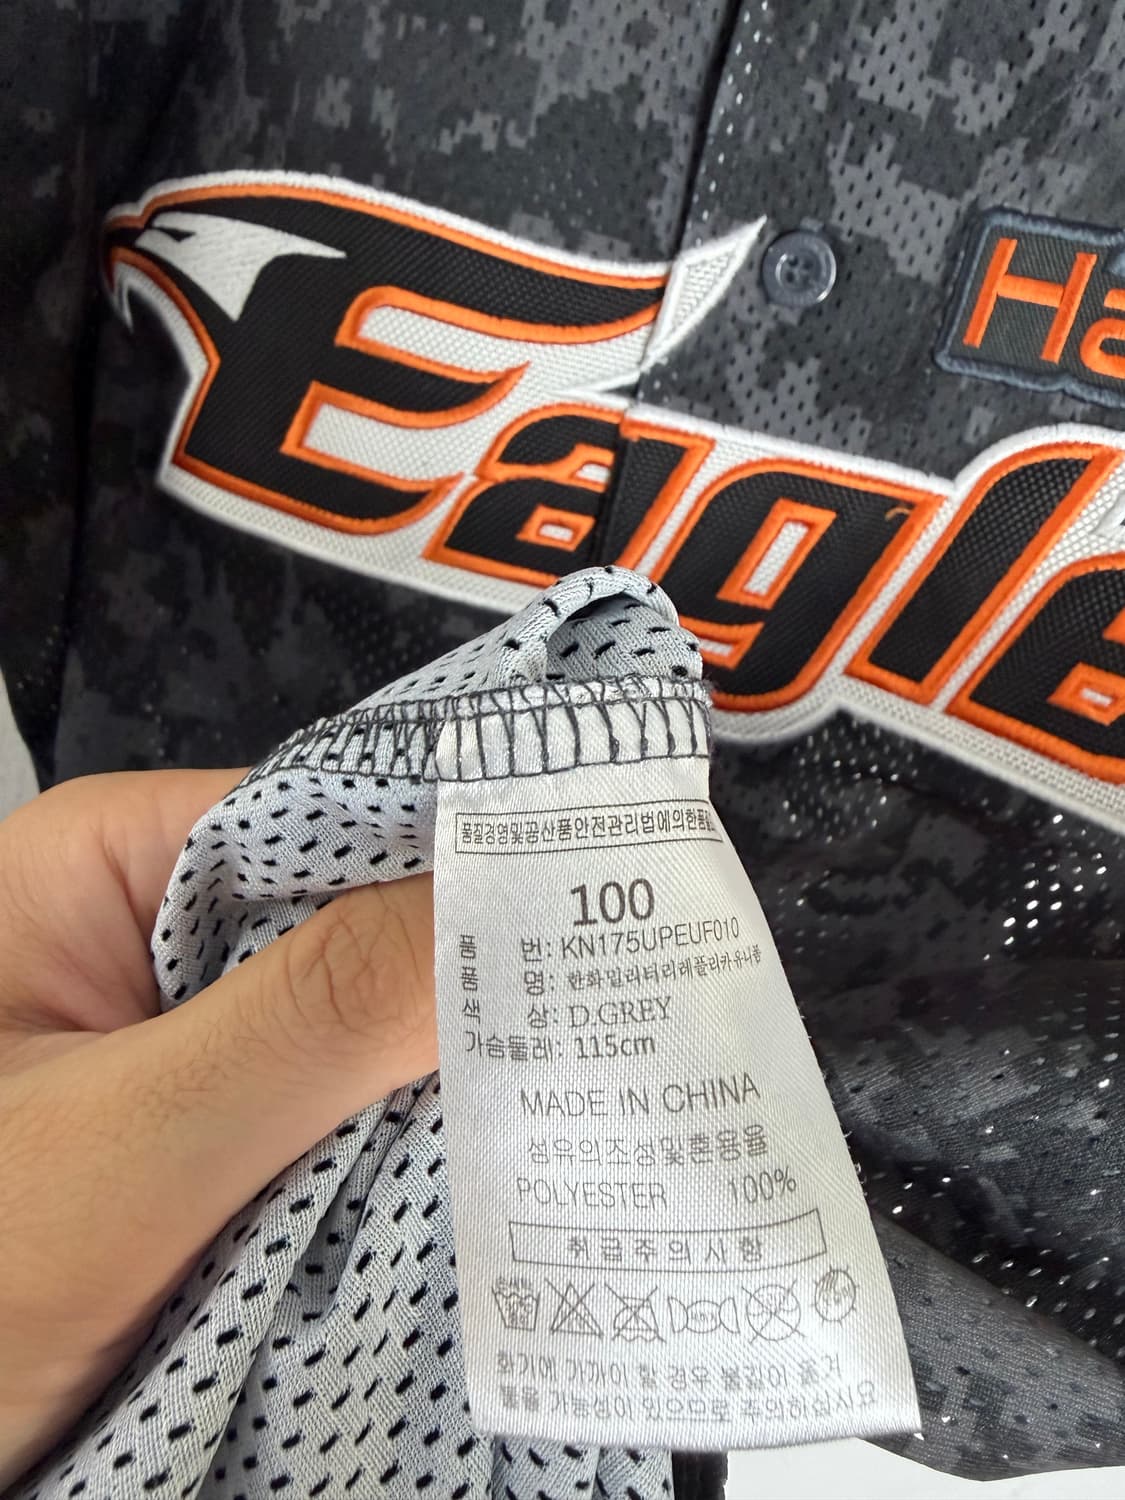 Eagle
Ha
품질경영및공산품안전관리법에의한품
100
품 번: KN175UPEUF010
품 명: 한화밀리터리레플리카유니폼
색 상: D.GREY
가슴둘레: 115cm
MADE IN CHINA
섬유의조성및혼용율
POLYESTER 100%
취급주의사항
화기에 가까이 할 경우 불길이 옮겨
붙을 가능성이 있으므로 주의하십시요